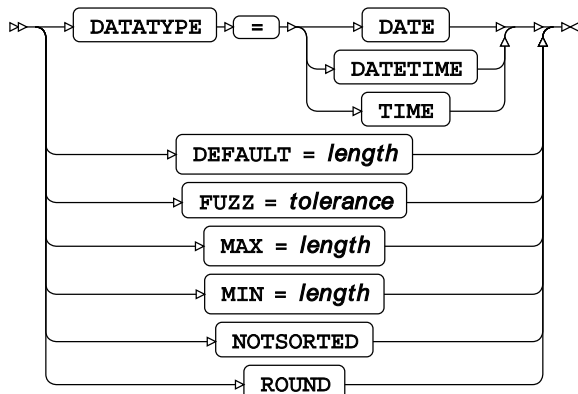 DATATYPE = DATE
DATETIME
TIME
DEFAULT = length
FUZZ = tolerance
MAX = length
MIN = length
NOTSORTED
ROUND